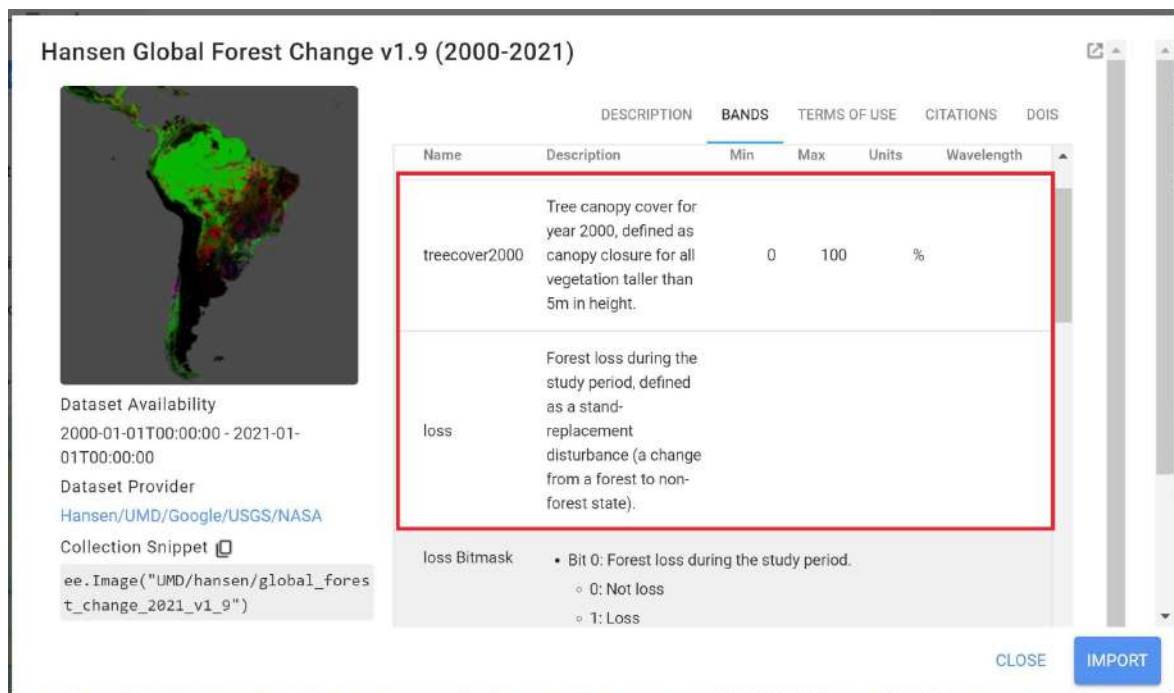 Hansen Global Forest Change v1.9 (2000-2021)
DESCRIPTION BANDS TERMS OF USE CITATIONS DOIS
Name Description Min Max Units Wavelength
treecover2000 Tree canopy cover for
year 2000, defined as
canopy closure for all
vegetation taller than
5m in height.
0 100 %
loss Forest loss during the
study period, defined
as a stand-
replacement
disturbance (a change
from a forest to non-
forest state).
loss Bitmask • Bit 0: Forest loss during the study period.
◦ 0: Not loss
◦ 1: Loss
Dataset Availability
2000-01-01T00:00:00 - 2021-01-
01T00:00:00
Dataset Provider
Hansen/UMD/Google/USGS/NASA
Collection Snippet
ee.Image("UMD/hansen/global_fores
t_change_2021_v1_9")
CLOSE IMPORT